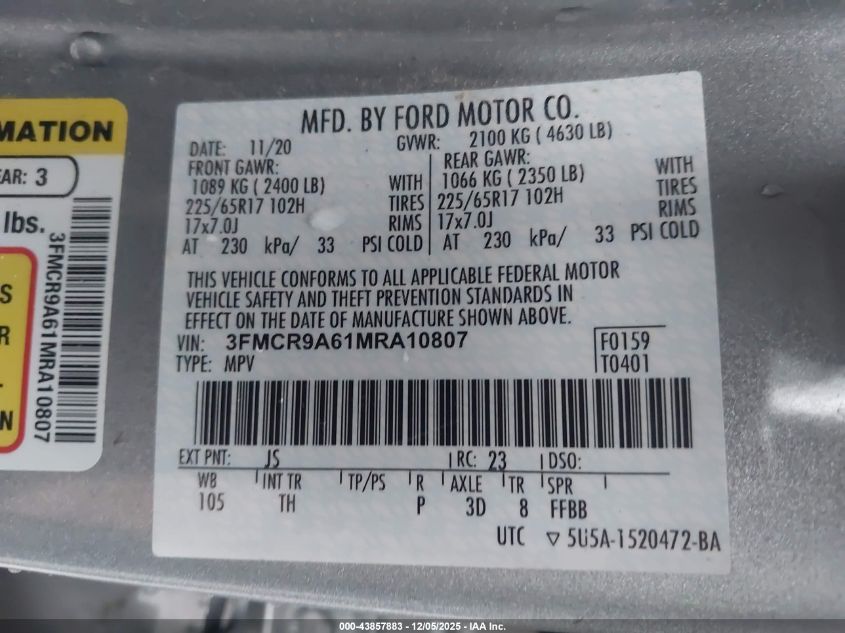 MATION
EAR: 3
lbs.
3FMCR9A61MRA10807
S
R
L.
N
MFD. BY FORD MOTOR CO.
DATE: 11/20 GVWR: 2100 KG ( 4630 LB)
FRONT GAWR: REAR GAWR:
1089 KG ( 2400 LB) WITH 1066 KG ( 2350 LB) WITH
225/65R17 102H TIRES 225/65R17 102H TIRES
17x7.0J RIMS 17x7.0J RIMS
AT 230 kPa/ 33 PSI COLD AT 230 kPa/ 33 PSI COLD
THIS VEHICLE CONFORMS TO ALL APPLICABLE FEDERAL MOTOR
VEHICLE SAFETY AND THEFT PREVENTION STANDARDS IN
EFFECT ON THE DATE OF MANUFACTURE SHOWN ABOVE.
VIN: 3FMCR9A61MRA10807 F0159
TYPE: MPV T0401
EXT PNT: JS RC: 23 DSO:
WB INT TR TP/PS R AXLE TR SPR
105 TH P 3D 8 FFBB
UTC ▽ 5U5A-1520472-BA
000-43857883 - 12/05/2025 - IAA Inc.